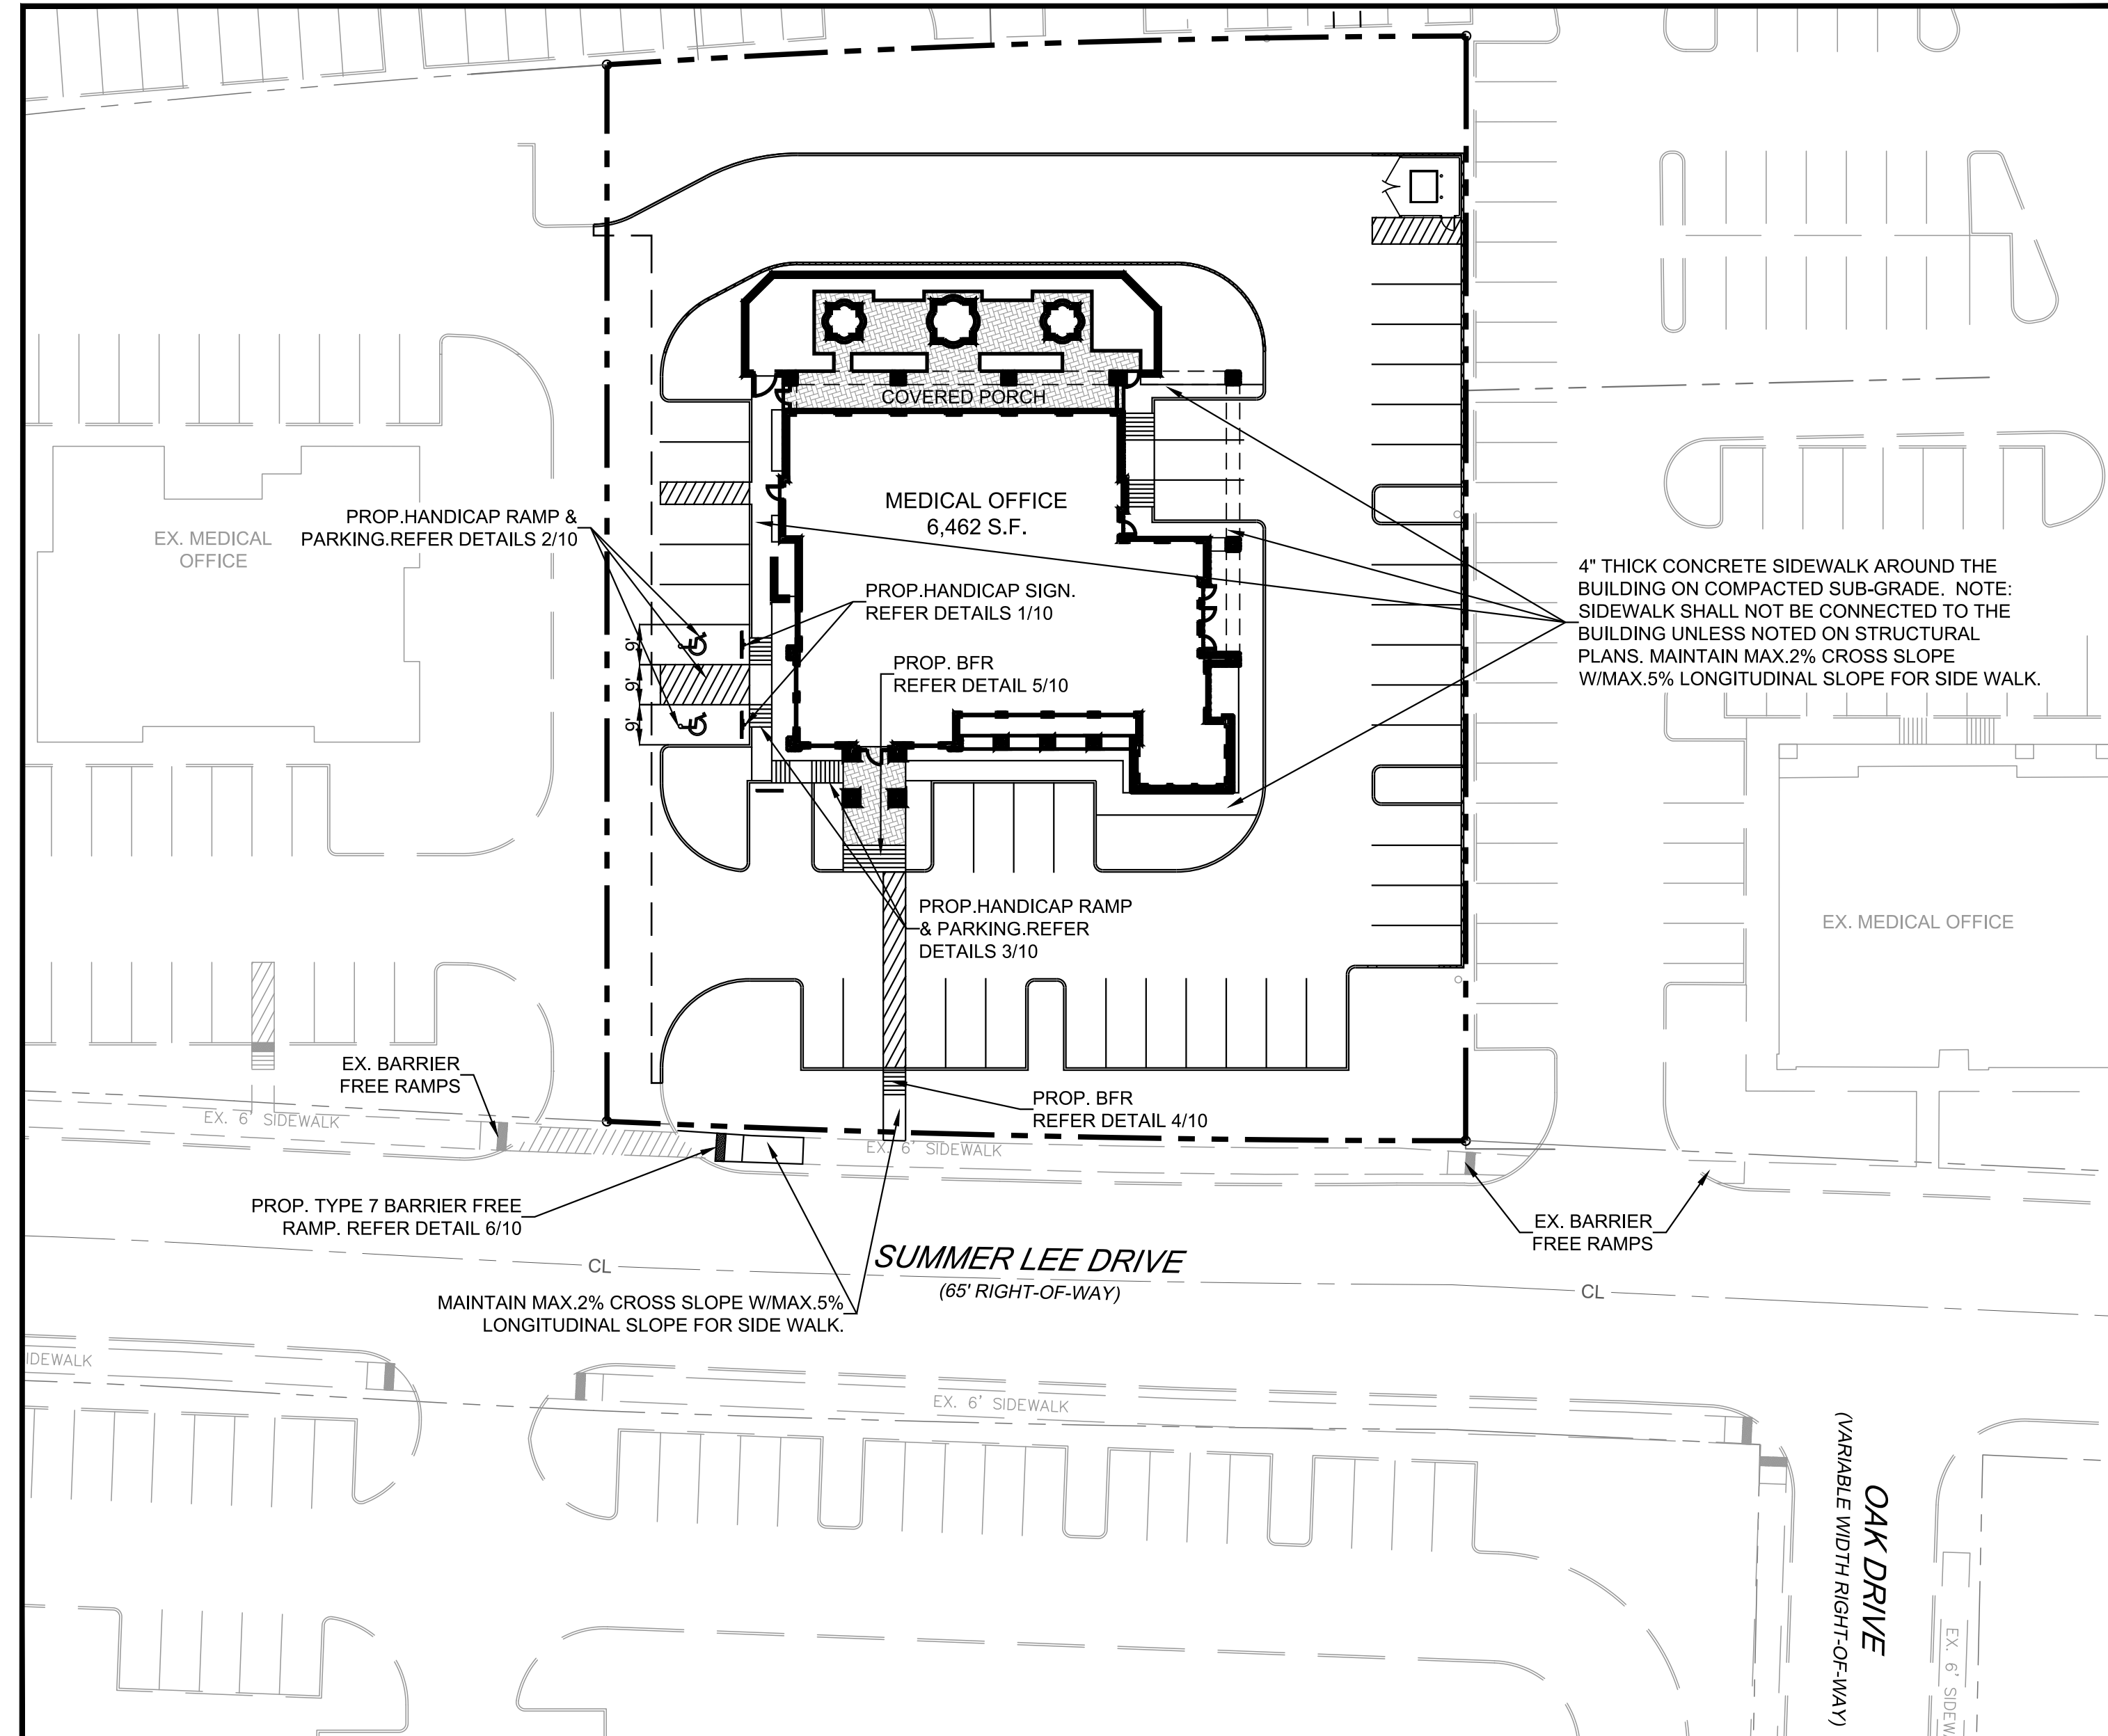 COVERED PORCH
MEDICAL OFFICE
6,462 S.F.
PROP.HANDICAP RAMP &
PARKING.REFER DETAILS 2/10
EX. MEDICAL
OFFICE
4" THICK CONCRETE SIDEWALK AROUND THE
BUILDING ON COMPACTED SUB-GRADE. NOTE:
SIDEWALK SHALL NOT BE CONNECTED TO THE
BUILDING UNLESS NOTED ON STRUCTURAL
PLANS. MAINTAIN MAX.2% CROSS SLOPE
W/MAX.5% LONGITUDINAL SLOPE FOR SIDE WALK.
PROP.HANDICAP SIGN.
REFER DETAILS 1/10
9'
9'
9'
PROP. BFR
REFER DETAIL 5/10
PROP.HANDICAP RAMP
& PARKING.REFER
DETAILS 3/10
EX. MEDICAL OFFICE
EX. BARRIER
FREE RAMPS
PROP. BFR
REFER DETAIL 4/10
EX. 6' SIDEWALK
EX. 6' SIDEWALK
PROP. TYPE 7 BARRIER FREE
RAMP. REFER DETAIL 6/10
EX. BARRIER
FREE RAMPS
SUMMER LEE DRIVE
(65' RIGHT-OF-WAY)
CL
CL
MAINTAIN MAX.2% CROSS SLOPE W/MAX.5%
LONGITUDINAL SLOPE FOR SIDE WALK.
IDEWALK
EX. 6' SIDEWALK
OAK DRIVE
(VARIABLE WIDTH RIGHT-OF-WAY)
EX. 6' SIDEW